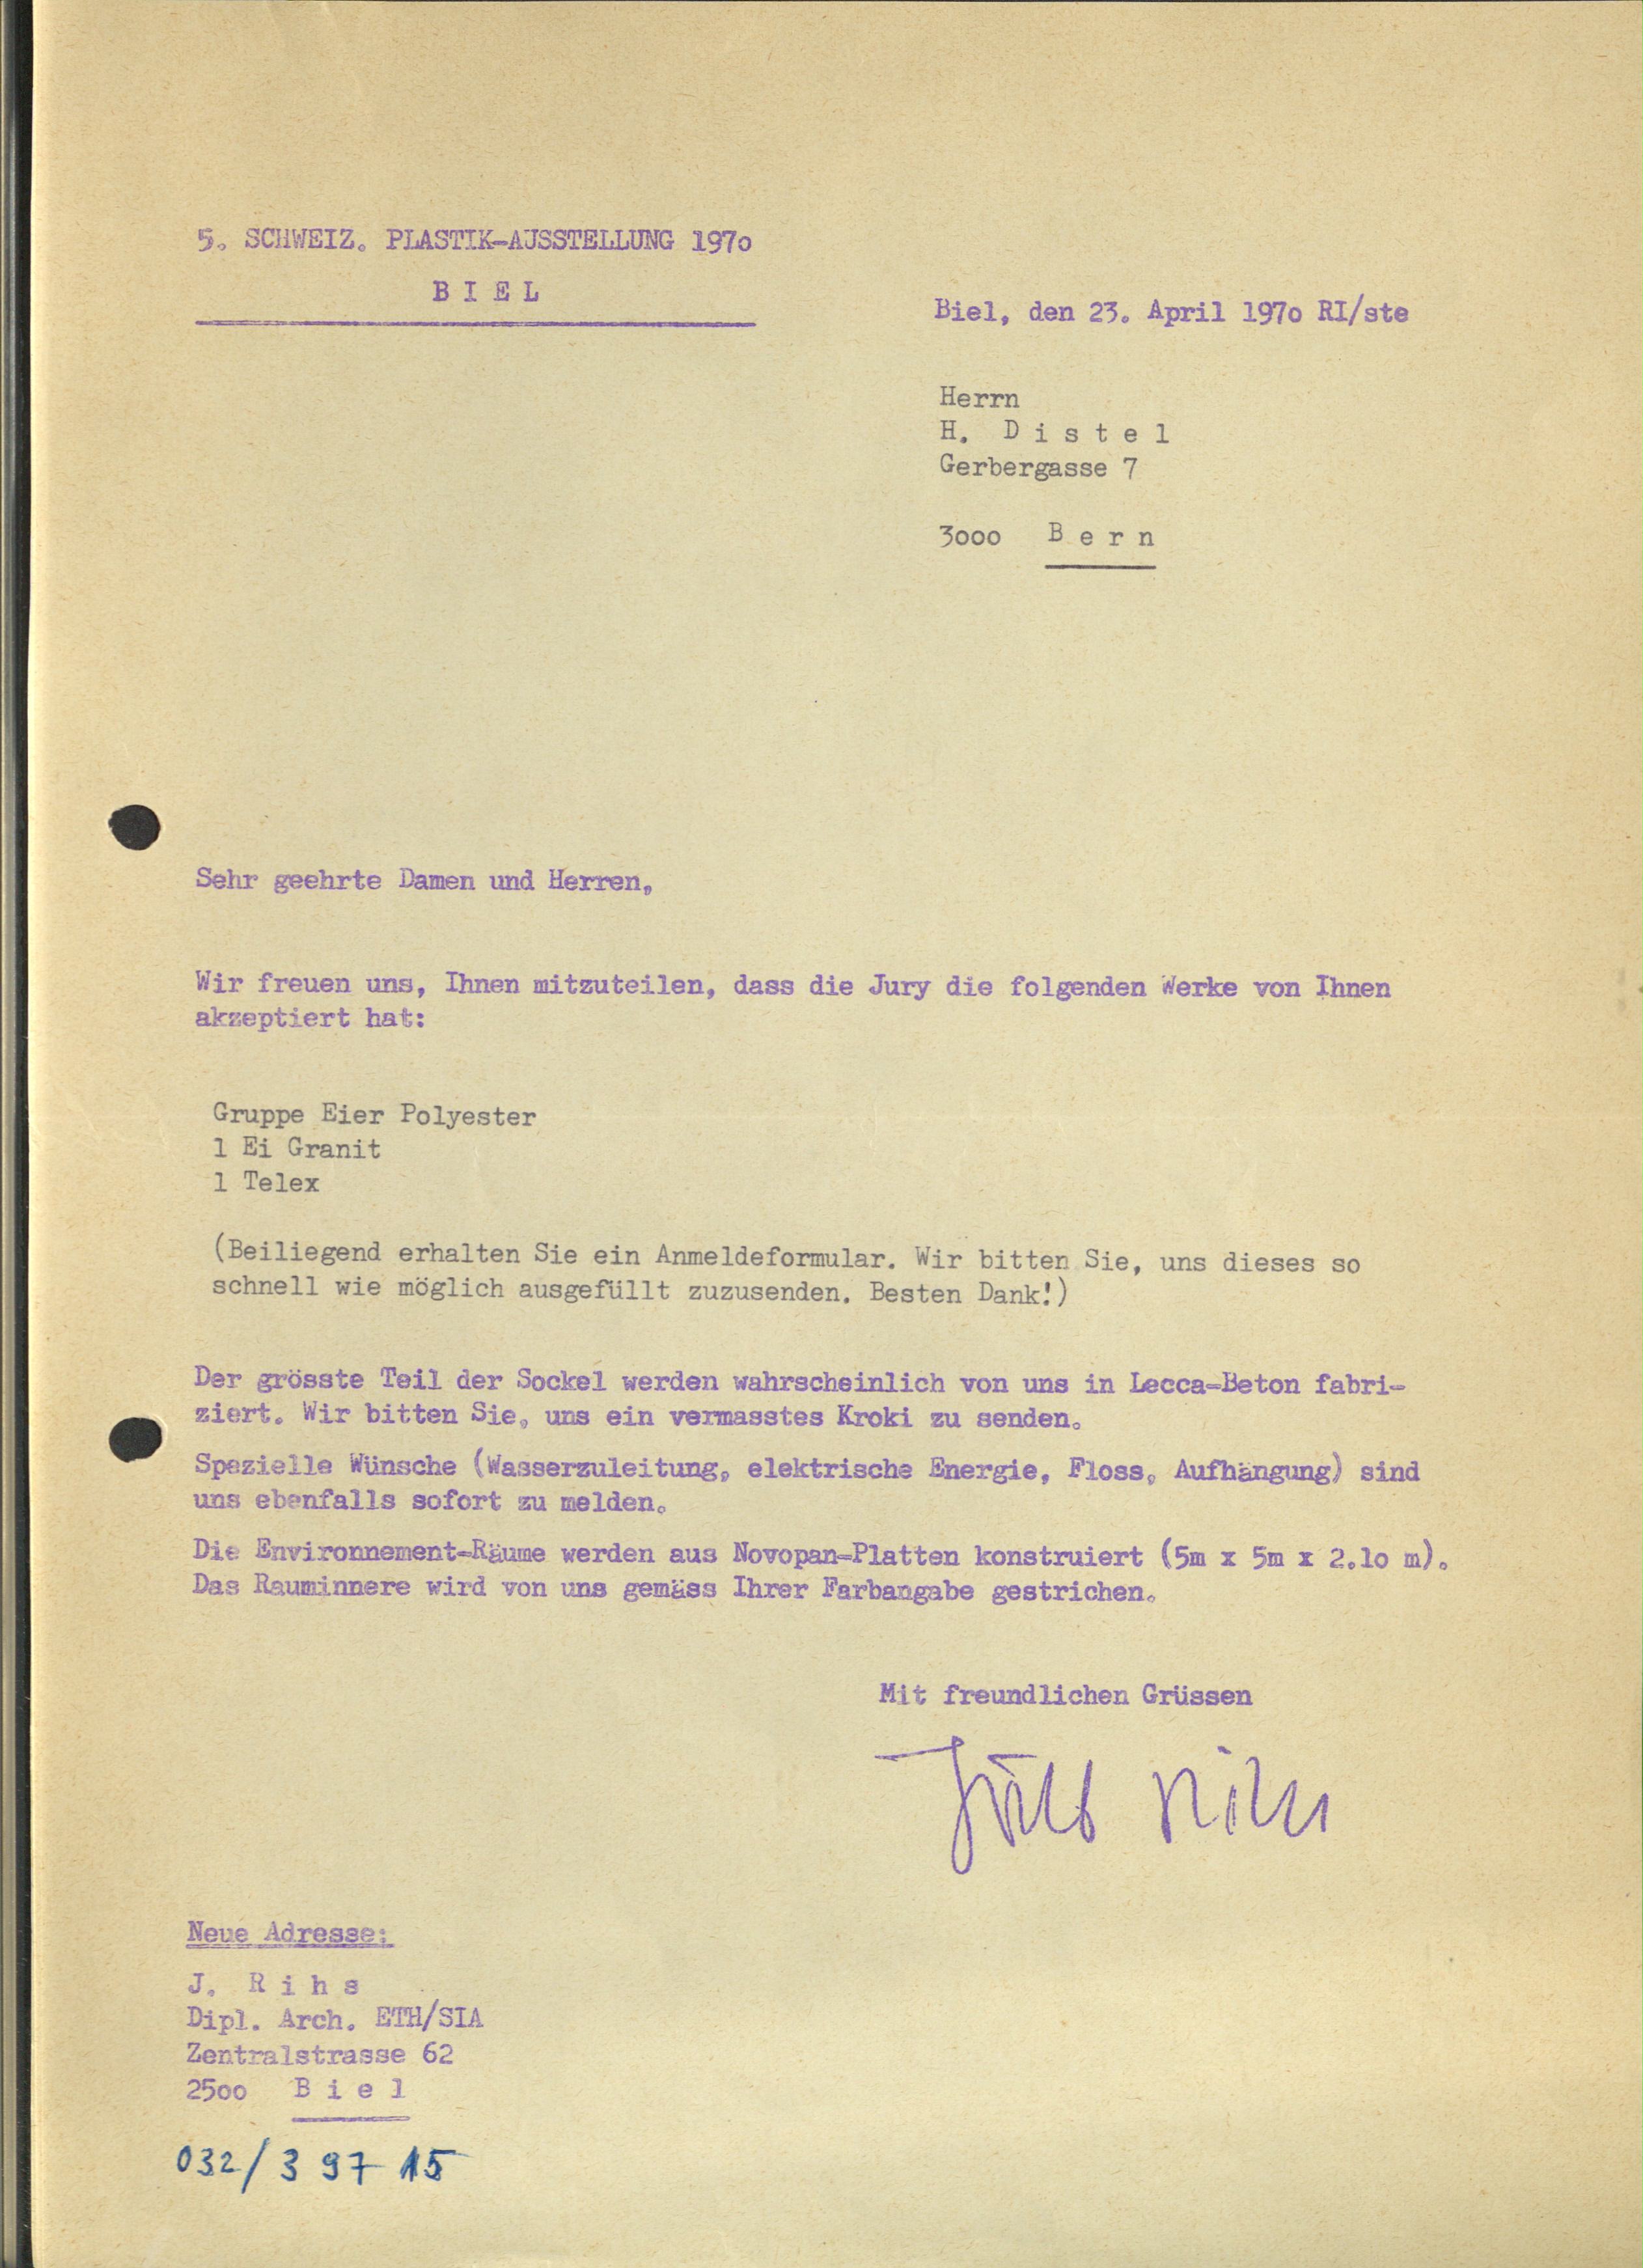 5. SCHWEIZ. PLASTIK-AUSSTELLUNG 197o
B I E L
Biel, den 23. April 197o RI/ste
Herrn
H. D i s t e l
Gerbergasse 7
3ooo B e r n
Sehr geehrte Damen und Herren,
Wir freuen uns, Ihnen mitzuteilen, dass die Jury die folgenden Werke von Ihnen
akzeptiert hat:
Gruppe Eier Polyester
1 Ei Granit
1 Telex
(Beiliegend erhalten Sie ein Anmeldeformular. Wir bitten Sie, uns dieses so
schnell wie möglich ausgefüllt zuzusenden. Besten Dank!)
Der grösste Teil der Sockel werden wahrscheinlich von uns in Lecca-Beton fabri-
ziert. Wir bitten Sie, uns ein vermasstes Kroki zu senden.
Spezielle Wünsche (Wasserzuleitung, elektrische Energie, Floss, Aufhängung) sind
uns ebenfalls sofort zu melden.
Die Environnement-Räume werden aus Novopan-Platten konstruiert (5m x 5m x 2.1o m).
Das Rauminnere wird von uns gemäss Ihrer Farbangabe gestrichen.
Mit freundlichen Grüssen
Neue Adresse:
J. R i h s
Dipl. Arch. ETH/SIA
Zentralstrasse 62
25oo B i e l
032/3 97 15